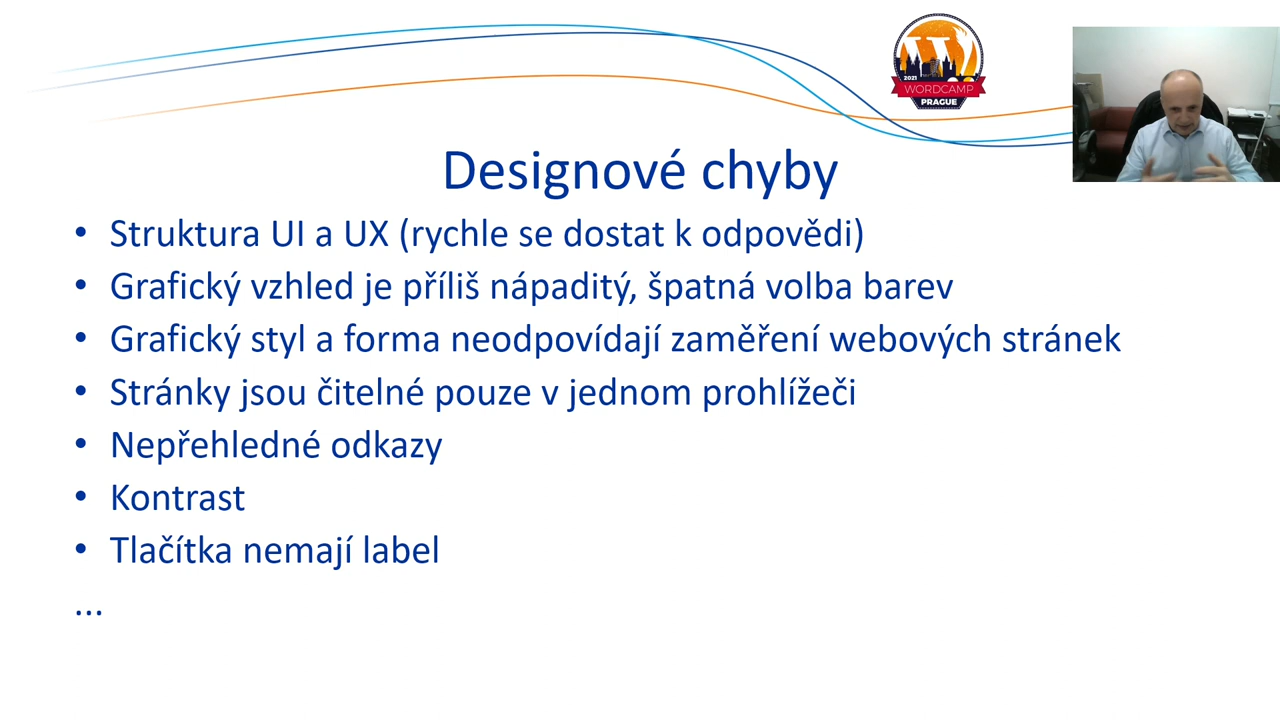 2021
WORDCAMP
PRAGUE
Designové chyby
• Struktura UI a UX (rychle se dostat k odpovědi)
• Grafický vzhled je příliš nápaditý, špatná volba barev
• Grafický styl a forma neodpovídají zaměření webových stránek
• Stránky jsou čitelné pouze v jednom prohlížeči
• Nepřehledné odkazy
• Kontrast
• Tlačítka nemají label
...